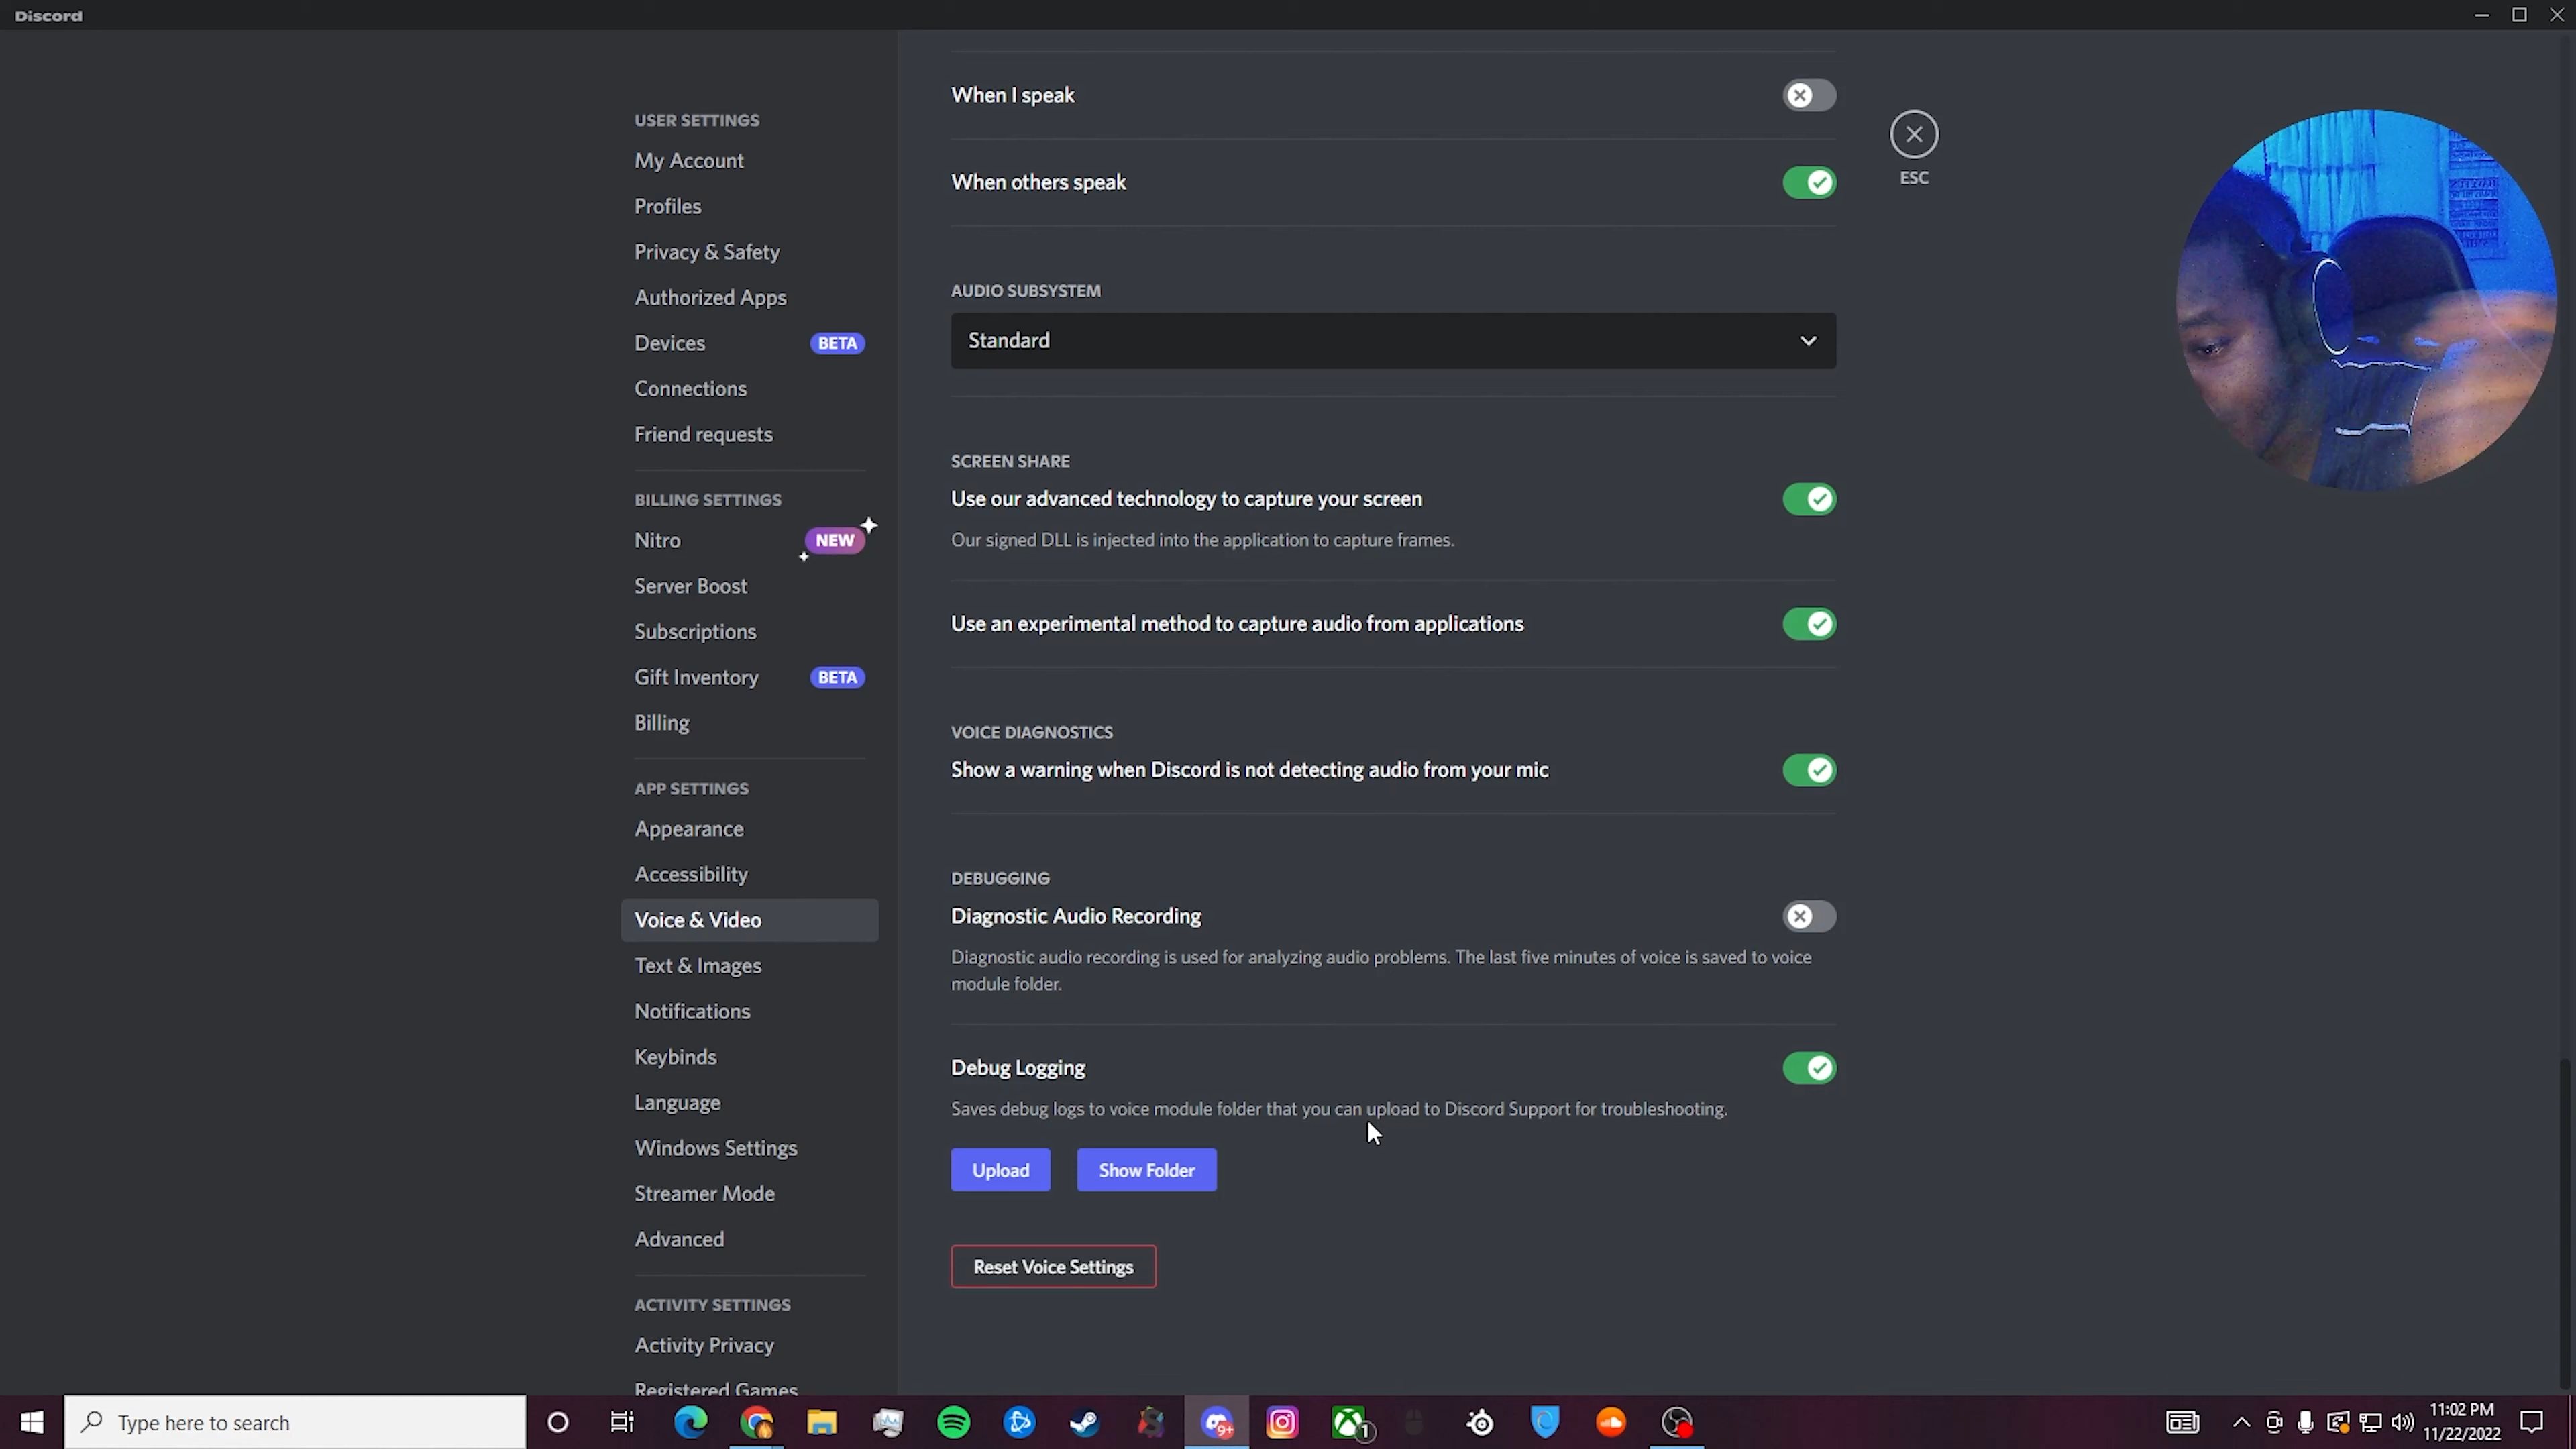 Discord
USER SETTINGS
My Account
Profiles
Privacy & Safety
Authorized Apps
Devices BETA
Connections
Friend requests
BILLING SETTINGS
Nitro NEW
Server Boost
Subscriptions
Gift Inventory BETA
Billing
APP SETTINGS
Appearance
Accessibility
Voice & Video
Text & Images
Notifications
Keybinds
Language
Windows Settings
Streamer Mode
Advanced
ACTIVITY SETTINGS
Activity Privacy
Registered Games
When I speak
When others speak
AUDIO SUBSYSTEM
Standard
SCREEN SHARE
Use our advanced technology to capture your screen
Our signed DLL is injected into the application to capture frames.
Use an experimental method to capture audio from applications
VOICE DIAGNOSTICS
Show a warning when Discord is not detecting audio from your mic
DEBUGGING
Diagnostic Audio Recording
Diagnostic audio recording is used for analyzing audio problems. The last five minutes of voice is saved to voice
module folder.
Debug Logging
Saves debug logs to voice module folder that you can upload to Discord Support for troubleshooting.
Upload Show Folder
Reset Voice Settings
ESC
Type here to search
9+
1
11:02 PM
11/22/2022